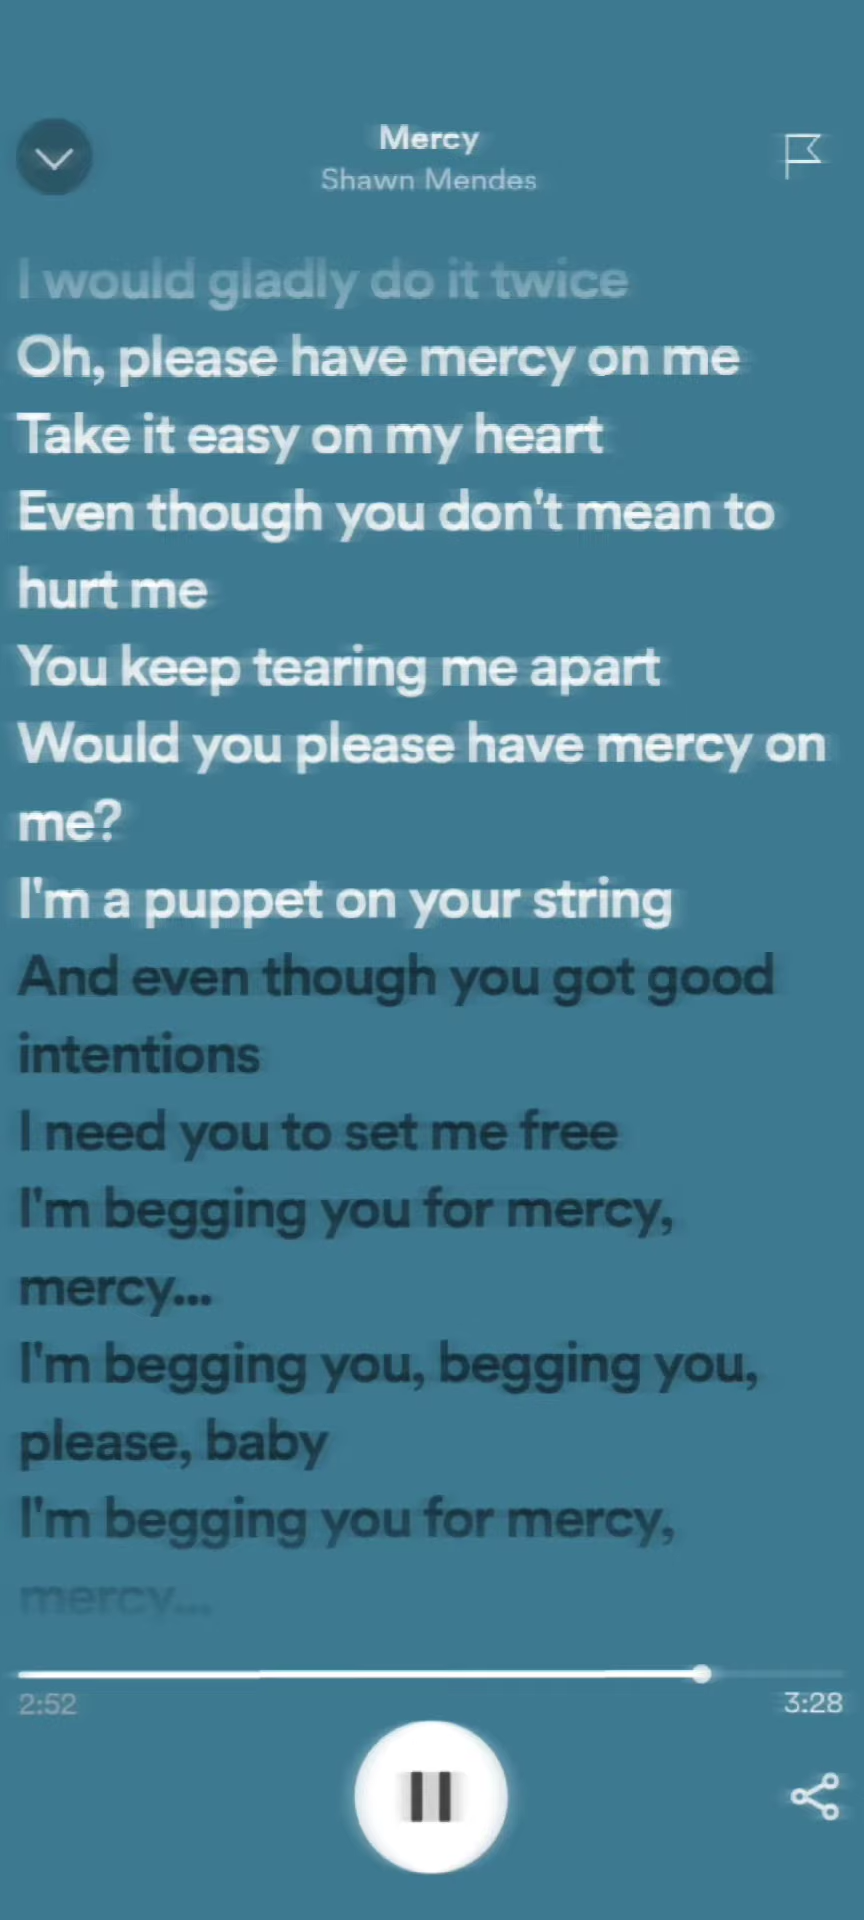 Mercy
Shawn Mendes
I would gladly do it twice
Oh, please have mercy on me
Take it easy on my heart
Even though you don't mean to
hurt me
You keep tearing me apart
Would you please have mercy on
me?
I'm a puppet on your string
And even though you got good
intentions
I need you to set me free
I'm begging you for mercy,
mercy...
I'm begging you, begging you,
please, baby
I'm begging you for mercy,
mercy...
2:52
3:28